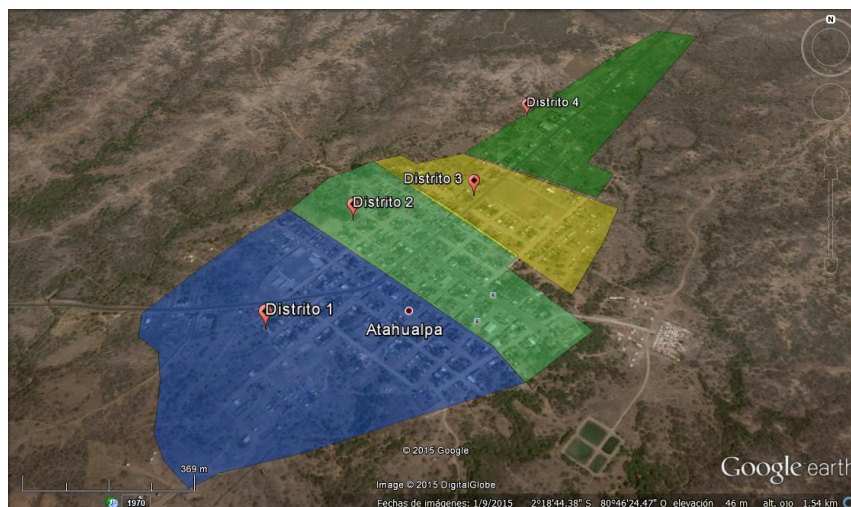 N
Distrito 4
Distrito 3
Distrito 2
Distrito 1
Atahualpa
© 2015 Google
369 m
Google earth
Image © 2015 DigitalGlobe
1970
Fechas de imágenes: 1/9/2015 2°18'44.38" S 80°46'24.47" O elevación 46 m alt. ojo 1.54 km